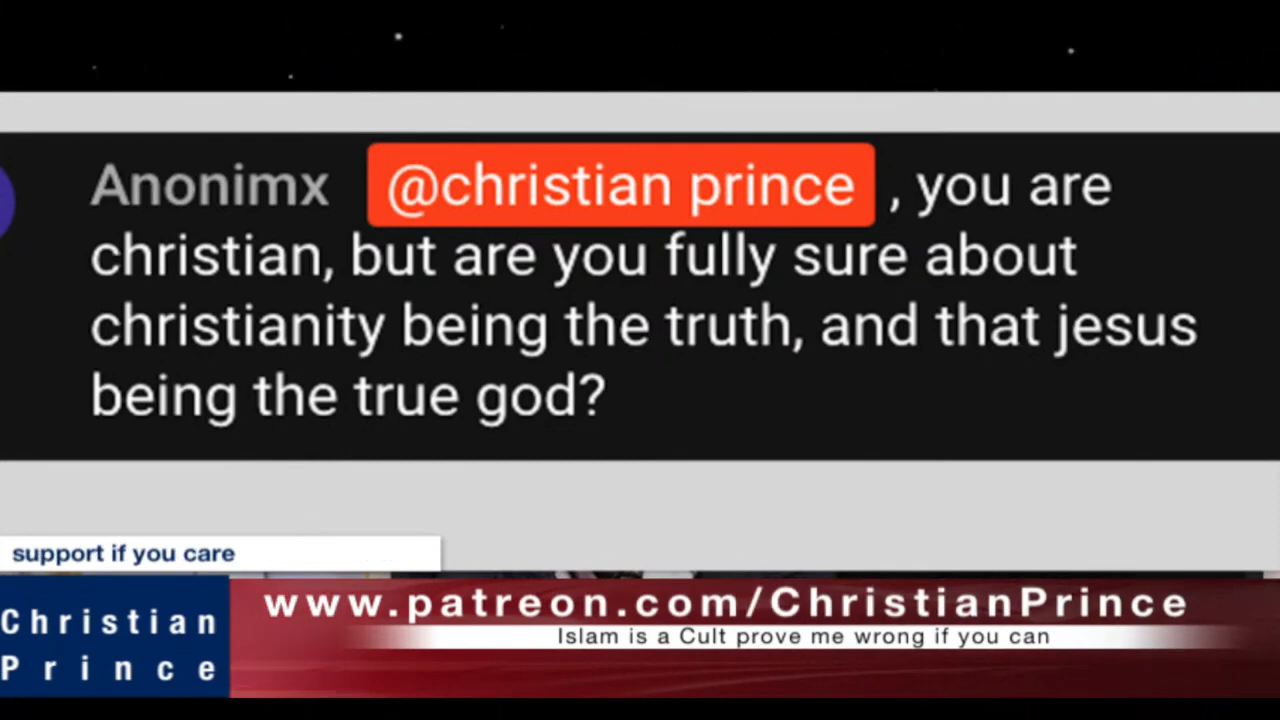 Anonimx @christian prince , you are
christian, but are you fully sure about
christianity being the truth, and that jesus
being the true god?
support if you care
Christian
Prince
www.patreon.com/ChristianPrince
Islam is a Cult prove me wrong if you can